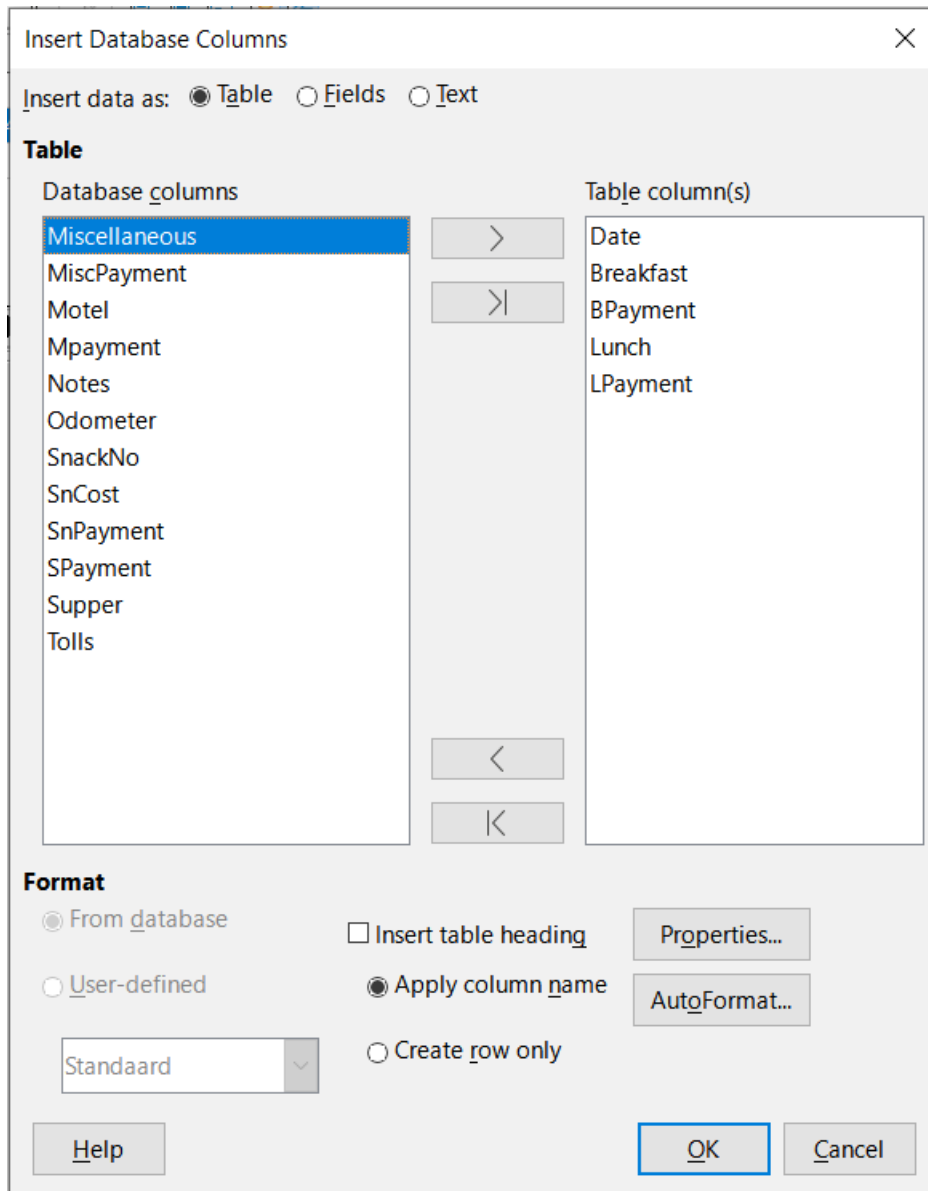 Insert Database Columns
Insert data as: Table Fields Text
Table
Database columns
Table column(s)
Miscellaneous
MiscPayment
Motel
Mpayment
Notes
Odometer
SnackNo
SnCost
SnPayment
SPayment
Supper
Tolls
Date
Breakfast
BPayment
Lunch
LPayment
Format
From database
User-defined
Standaard
Insert table heading
Apply column name
Create row only
Properties...
AutoFormat...
Help
OK
Cancel